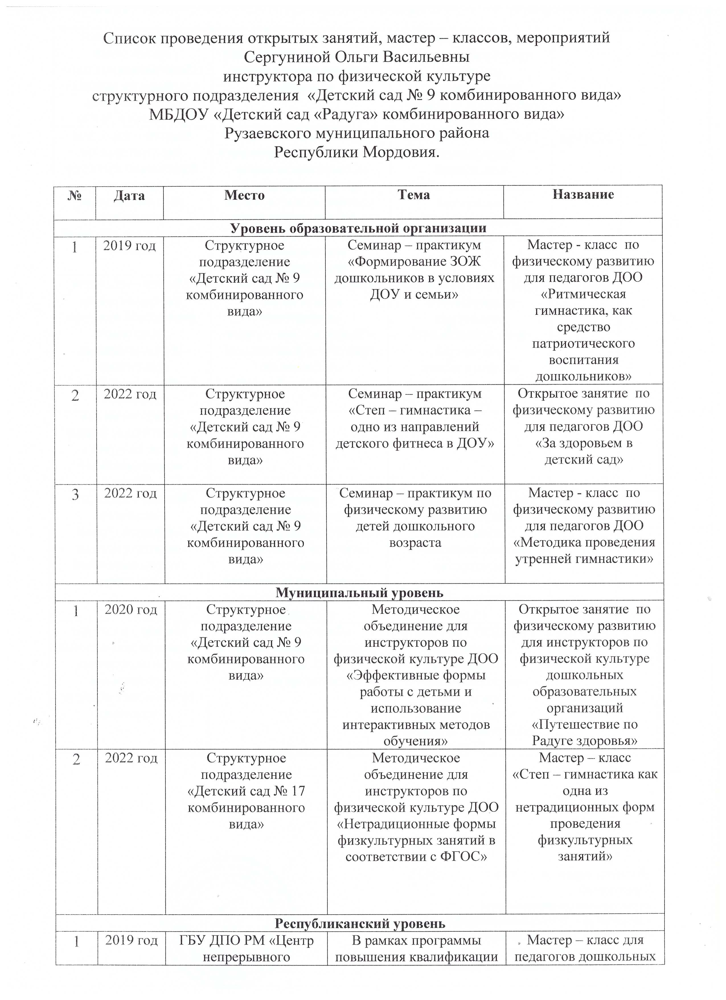 Список проведения открытых занятий, мастер – классов, мероприятий
Сергуниной Ольги Васильевны
инструктора по физической культуре
структурного подразделения «Детский сад № 9 комбинированного вида»
МБДОУ «Детский сад «Радуга» комбинированного вида»
Рузаевского муниципального района
Республики Мордовия.
№ Дата Место Тема Название
Уровень образовательной организации
1
2019 год
Структурное
подразделение
«Детский сад № 9
комбинированного
вида»
Семинар – практикум
«Формирование ЗОЖ
дошкольников в условиях
ДОУ и семьи»
Мастер - класс по
физическому развитию
для педагогов ДОО
«Ритмическая
гимнастика, как
средство
патриотического
воспитания
дошкольников»
2
2022 год
Структурное
подразделение
«Детский сад № 9
комбинированного
вида»
Семинар – практикум
«Степ – гимнастика –
одно из направлений
детского фитнеса в ДОУ»
Открытое занятие по
физическому развитию
для педагогов ДОО
«За здоровьем в
детский сад»
3
2022 год
Структурное
подразделение
«Детский сад № 9
комбинированного
вида»
Семинар – практикум по
физическому развитию
детей дошкольного
возраста
Мастер - класс по
физическому развитию
для педагогов ДОО
«Методика проведения
утренней гимнастики»
Муниципальный уровень
1
2020 год
Структурное
подразделение
«Детский сад № 9
комбинированного
вида»
Методическое
объединение для
инструкторов по
физической культуре ДОО
«Эффективные формы
работы с детьми и
использование
интерактивных методов
обучения»
Открытое занятие по
физическому развитию
для инструкторов по
физической культуре
дошкольных
образовательных
организаций
«Путешествие по
Радуге здоровья»
2
2022 год
Структурное
подразделение
«Детский сад № 17
комбинированного
вида»
Методическое
объединение для
инструкторов по
физической культуре ДОО
«Нетрадиционные формы
физкультурных занятий в
соответствии с ФГОС»
Мастер – класс
«Степ – гимнастика как
одна из
нетрадиционных форм
проведения
физкультурных
занятий»
Республиканский уровень
1
2019 год
ГБУ ДПО РМ «Центр
непрерывного
В рамках программы
повышения квалификации
Мастер – класс для
педагогов дошкольных